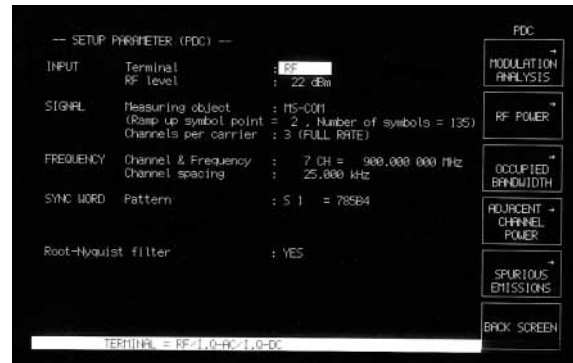 -- SETUP PARAMETER (PDC) --
INPUT Terminal : RF
RF level : 22 dBm
SIGNAL Measuring object : MS-COM
(Ramp up symbol point = 2 , Number of symbols = 135)
Channels per carrier : 3 (FULL RATE)
FREQUENCY Channel & Frequency : 7 CH = 900.000 000 MHz
Channel spacing : 25.000 kHz
SYNC WORD Pattern : S 1 = 785B4
Root-Nyquist filter : YES
TERMINAL = RF/I,Q-AC/I,Q-DC
PDC
→
MODULATION
ANALYSIS
→
RF POWER
→
OCCUPIED
BANDWIDTH
ADJACENT →
CHANNEL
POWER
→
SPURIOUS
EMISSIONS
BACK SCREEN